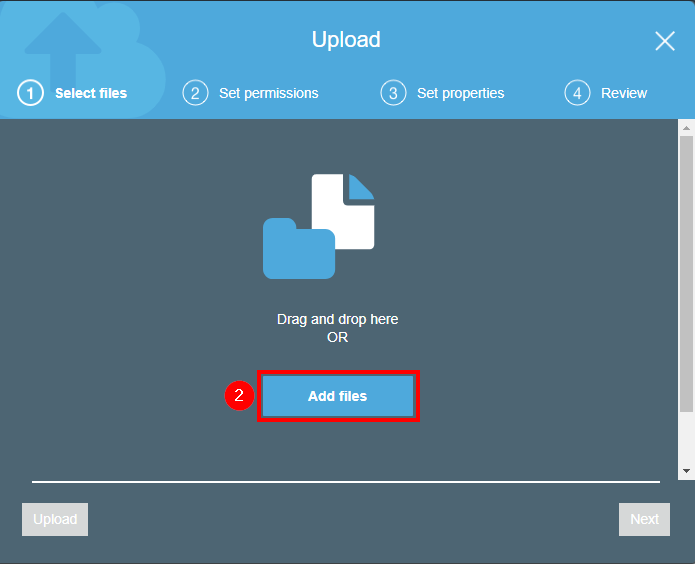 Upload
1 Select files 2 Set permissions 3 Set properties 4 Review
Drag and drop here
OR
2 Add files
Upload Next